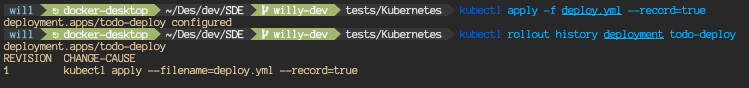 will docker-desktop ~/Des/dev/SDE willy-dev tests/Kubernetes kubectl apply -f deploy.yml --record=true
deployment.apps/todo-deploy configured
will docker-desktop ~/Des/dev/SDE willy-dev tests/Kubernetes kubectl rollout history deployment todo-deploy
deployment.apps/todo-deploy
REVISION CHANGE-CAUSE
1 kubectl apply --filename=deploy.yml --record=true